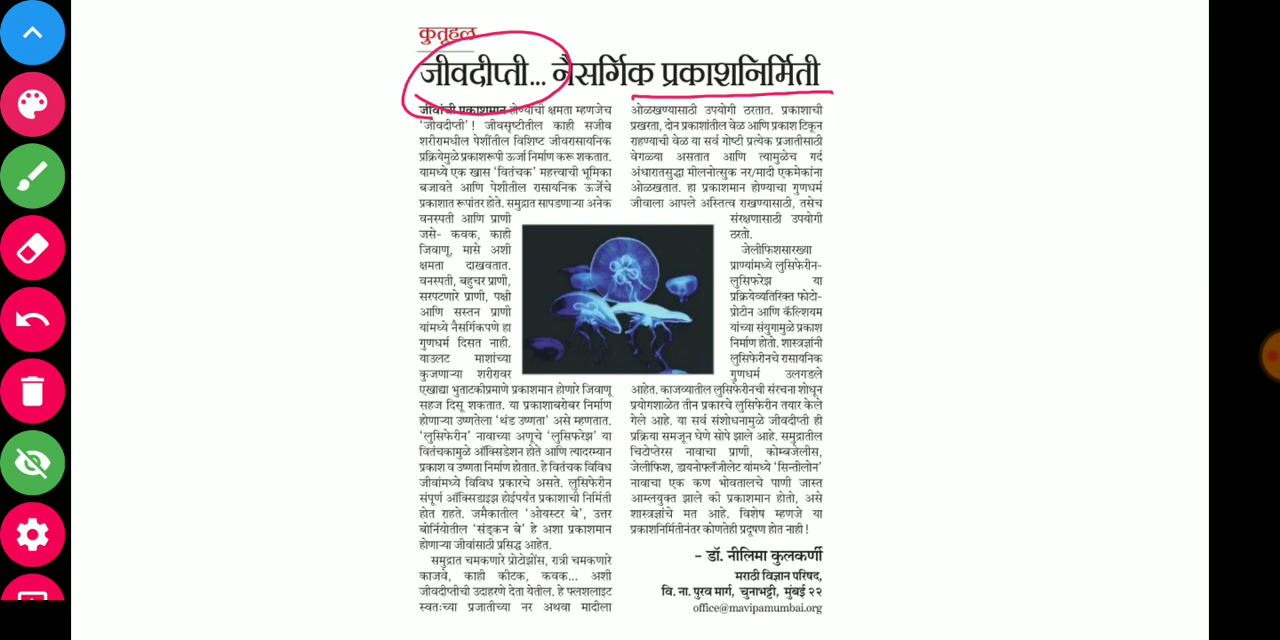 कुतूहल
जीवदीप्ती... नैसर्गिक प्रकाशनिर्मिती
जीवांची प्रकाशमान होण्याची क्षमता म्हणजेच
'जीवदीप्ती'! जीवसृष्टीतील काही सजीव
शरीरामधील पेशींतील विशिष्ट जीवरासायनिक
प्रक्रियेमुळे प्रकाशरूपी ऊर्जा निर्माण करू शकतात.
यामध्ये एक खास 'वितंचक' महत्त्वाची भूमिका
बजावते आणि पेशीतील रासायनिक ऊर्जेचे
प्रकाशात रूपांतर होते. समुद्रात सापडणाऱ्या अनेक
वनस्पती आणि प्राणी
जसे- कवक, काही
जिवाणू, मासे अशी
क्षमता दाखवतात.
वनस्पती, बहुचर प्राणी,
सरपटणारे प्राणी, पक्षी
आणि सस्तन प्राणी
यांमध्ये नैसर्गिकपणे हा
गुणधर्म दिसत नाही.
याउलट माशांच्या
कुजणाऱ्या शरीरावर
एखाद्या भुताटकीप्रमाणे प्रकाशमान होणारे जिवाणू
सहज दिसू शकतात. या प्रकाशाबरोबर निर्माण
होणाऱ्या उष्णतेला 'थंड उष्णता' असे म्हणतात.
'लुसिफेरीन' नावाच्या अणूचे 'लुसिफरेझ' या
वितंचकामुळे ऑक्सिडेशन होते आणि त्यादरम्यान
प्रकाश व उष्णता निर्माण होतात. हे वितंचक विविध
जीवांमध्ये विविध प्रकारचे असते. लुसिफेरीन
संपूर्ण ऑक्सिडाइझ होईपर्यंत प्रकाशाची निर्मिती
होत राहते. जमैकातील 'ओयस्टर बे', उत्तर
बोर्नियोतील 'संड्कन बे' हे अशा प्रकाशमान
होणाऱ्या जीवांसाठी प्रसिद्ध आहेत.
समुद्रात चमकणारे प्रोटोझोंस, रात्री चमकणारे
काजवे, काही कीटक, कवक... अशी
जीवदीप्तीची उदाहरणे देता येतील. हे फ्लशलाइट
स्वतःच्या प्रजातीच्या नर अथवा मादीला
ओळखण्यासाठी उपयोगी ठरतात. प्रकाशाची
प्रखरता, दोन प्रकाशांतील वेळ आणि प्रकाश टिकून
राहण्याची वेळ या सर्व गोष्टी प्रत्येक प्रजातीसाठी
वेगळ्या असतात आणि त्यामुळेच गर्द
अंधारातसुद्धा मीलनोत्सुक नर/मादी एकमेकांना
ओळखतात. हा प्रकाशमान होण्याचा गुणधर्म
जीवाला आपले अस्तित्व राखण्यासाठी, तसेच
संरक्षणासाठी उपयोगी
ठरतो.
जेलीफिशसारख्या
प्राण्यांमध्ये लुसिफेरीन-
लुसिफरेझ या
प्रक्रियेव्यतिरिक्त फोटो-
प्रोटीन आणि कॅल्शियम
यांच्या संयुगामुळे प्रकाश
निर्माण होतो. शास्त्रज्ञांनी
लुसिफेरीनचे रासायनिक
गुणधर्म उलगडले
आहेत. काजव्यातील लुसिफेरीनची संरचना शोधून
प्रयोगशाळेत तीन प्रकारचे लुसिफेरीन तयार केले
गेले आहे. या सर्व संशोधनामुळे जीवदीप्ती ही
प्रक्रिया समजून घेणे सोपे झाले आहे. समुद्रातील
चिटोप्तेरस नावाचा प्राणी, कोम्बजेलीस,
जेलीफिश, डायनोफ्लॅजीलेट यांमध्ये 'सिन्तीलोन'
नावाचा एक कण भोवतालचे पाणी जास्त
आम्लयुक्त झाले की प्रकाशमान होतो, असे
शास्त्रज्ञांचे मत आहे. विशेष म्हणजे या
प्रकाशनिर्मितीनंतर कोणतेही प्रदूषण होत नाही!
– डॉ. नीलिमा कुलकर्णी
मराठी विज्ञान परिषद,
वि. ना. पुरव मार्ग, चुनाभट्टी, मुंबई २२
office@mavipamumbai.org